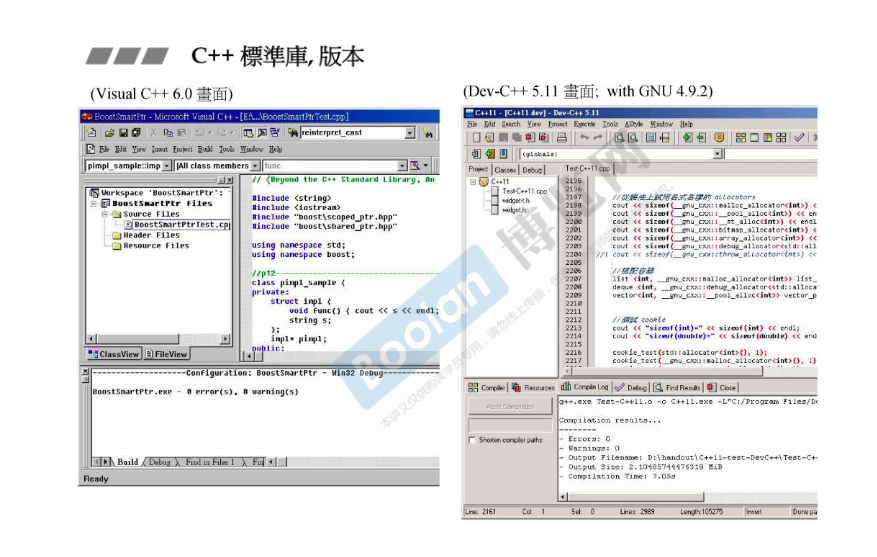 C++ 標準庫, 版本
(Visual C++ 6.0 畫面)
BoostSmartPtr - Microsoft Visual C++ - [E:\...\BoostSmartPtrTest.cpp]
reinterpret_cast
File Edit View Insert Project Build Tools Window Help
pimpl_sample::imp [All class members func
Workspace 'BoostSmartPtr':
BoostSmartPtr files
Source Files
BoostSmartPtrTest.cp
Header Files
Resource Files
ClassView FileView
// {Beyond the C++ Standard Library, An
#include <string>
#include <iostream>
#include "boost\scoped_ptr.hpp"
#include "boost\shared_ptr.hpp"
using namespace std;
using namespace boost;
//p12
class pimpl_sample {
private:
struct impl {
void func() { cout << s << endl;
string s;
};
impl* pimpl;
public:
Configuration: BoostSmartPtr - Win32 Debug
BoostSmartPtr.exe - 0 error(s), 0 warning(s)
Build Debug Find in Files 1 Fin
Ready
(Dev-C++ 5.11 畫面; with GNU 4.9.2)
C++11 - [C++11.dev] - Dev-C++ 5.11
File Edit Search View Project Execute Tools AStyle Window Help
(globals)
Project Classes Debug
C++11
Test-C++11.cpp
widget.h
widget.h
Test-C++11.cpp
2195
2196
2197 //從語法上試用各式各樣的 allocators
2198 cout << sizeof(__gnu_cxx::malloc_allocator<int>) <<
2199 cout << sizeof(__gnu_cxx::__pool_alloc<int>) << en
2200 cout << sizeof(__gnu_cxx::__mt_alloc<int>) << endl
2201 cout << sizeof(__gnu_cxx::bitmap_allocator<int>) <
2202 cout << sizeof(__gnu_cxx::array_allocator<int>) <<
2203 cout << sizeof(__gnu_cxx::debug_allocator<std::all
2204 //! cout << sizeof(__gnu_cxx::throw_allocator<int>) <<
2205
2206 //搭配容器
2207 list <int, __gnu_cxx::malloc_allocator<int>> list_
2208 deque <int, __gnu_cxx::debug_allocator<std::alloca
2209 vector<int, __gnu_cxx::__pool_alloc<int>> vector_p
2210
2211
2212 //測試 cookie
2213 cout << "sizeof(int)=" << sizeof(int) << endl;
2214 cout << "sizeof(double)=" << sizeof(double) << end
2215
2216 cookie_test(std::allocator<int>(), 1);
2217 cookie_test(__gnu_cxx::malloc_allocator<int>(), 1)
Compiler Resources Compile Log Debug Find Results Close
Abort Compilation
Shorten compiler paths
g++.exe Test-C++11.o -o C++11.exe -L"C:/Program Files/De
Compilation results...
--------
- Errors: 0
- Warnings: 0
- Output Filename: D:\handout\C++11-test-DevC++\Test-C+
- Output Size: 2.10485744476318 MiB
- Compilation Time: 7.03s
Line: 2161 Col: 1 Sel: 0 Lines: 2989 Length: 105275 Insert Done pa
Boolan 博览网